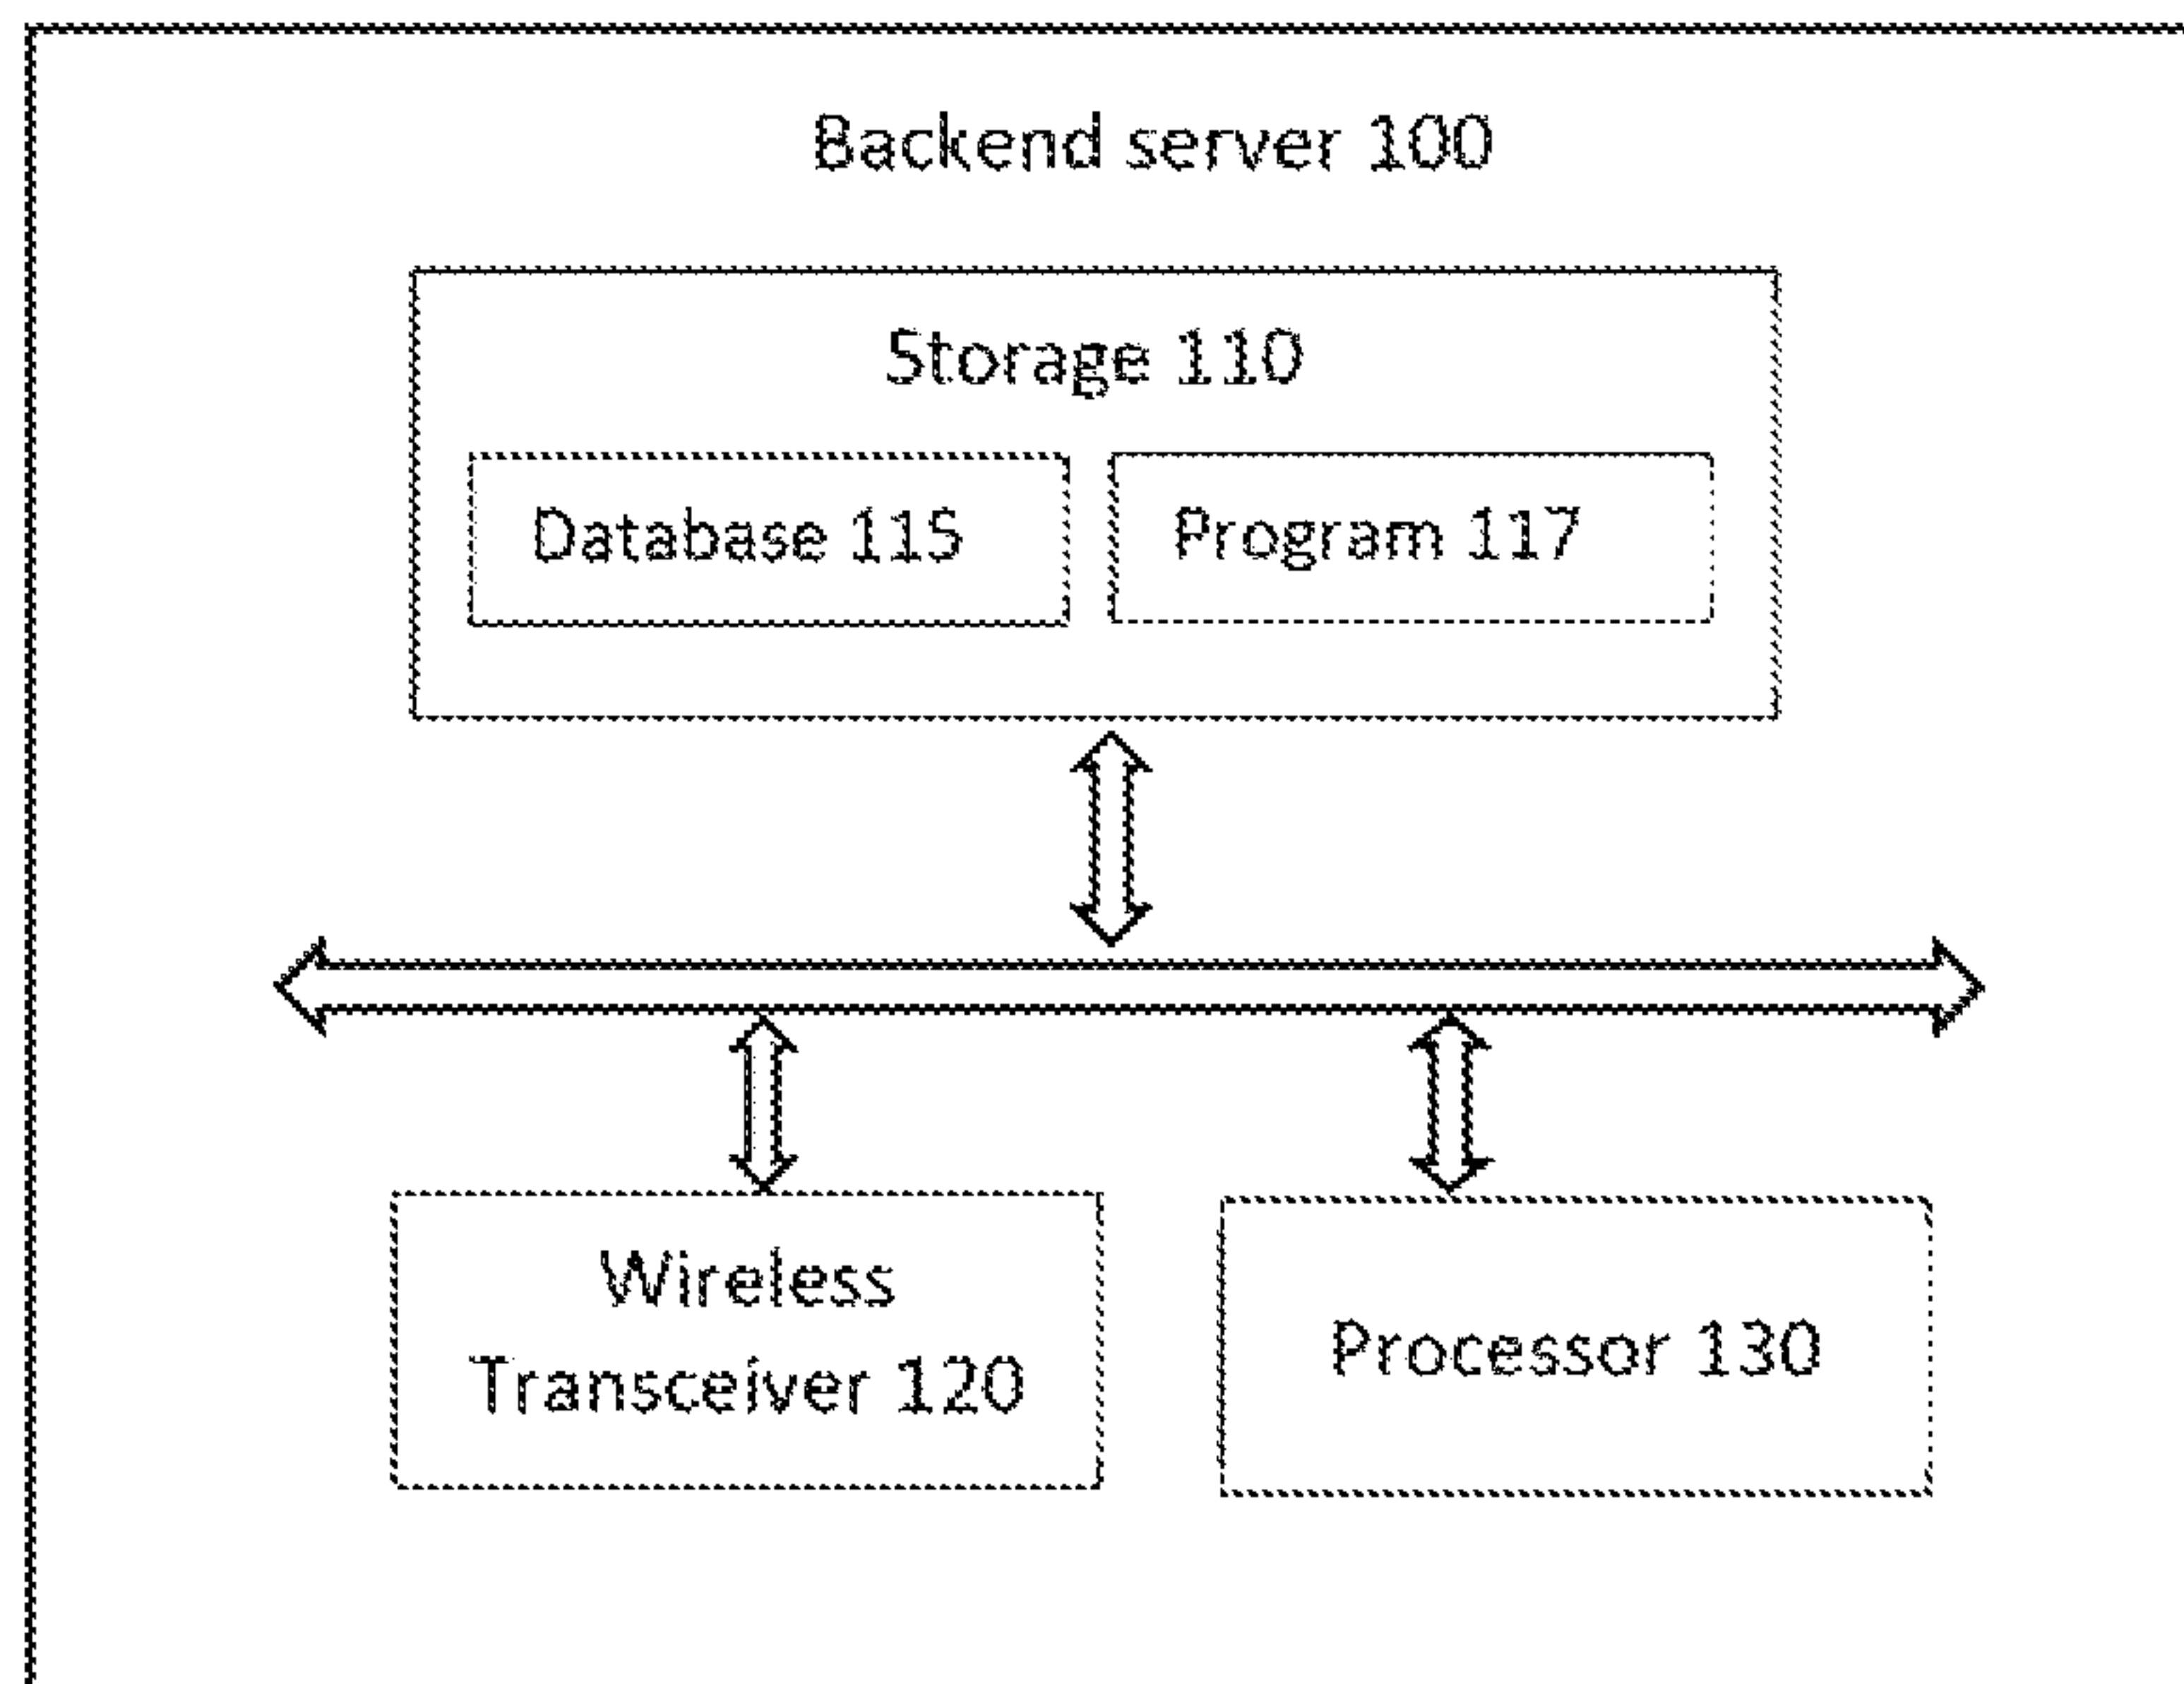 Backend server 100
Storage 110
Database 115
Program 117
Wireless
Transceiver 120
Processor 130